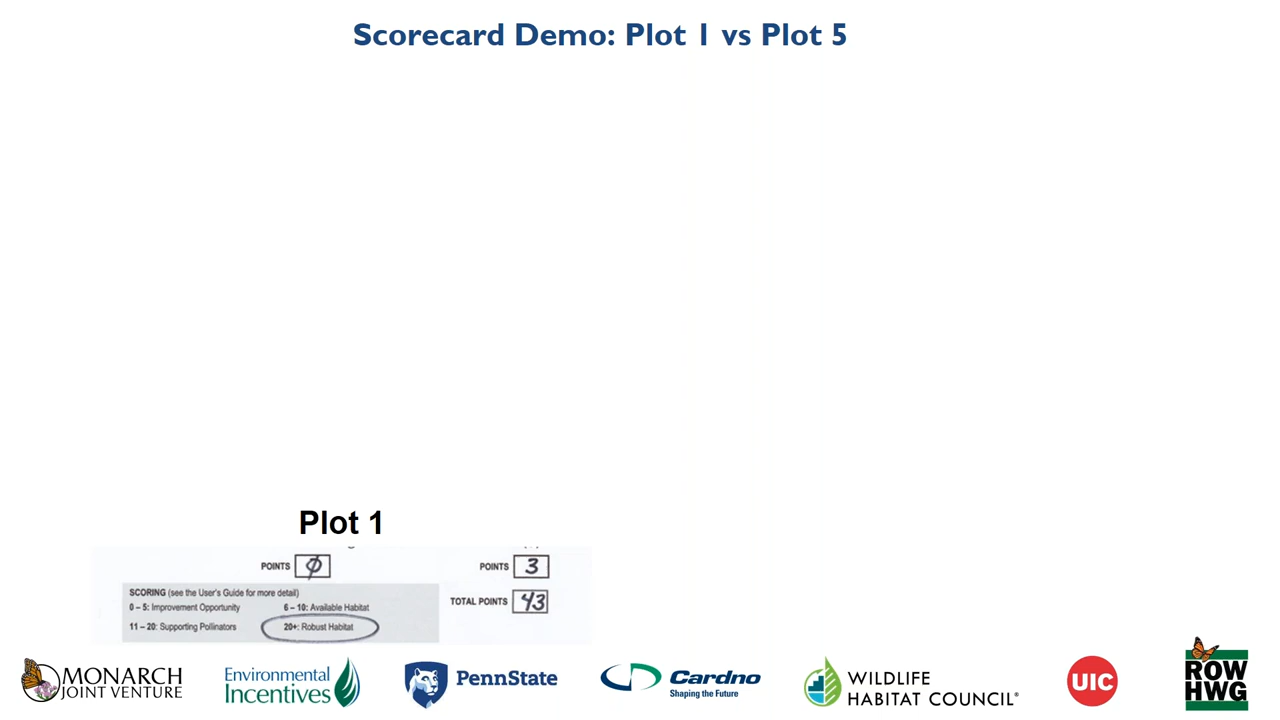 Scorecard Demo: Plot 1 vs Plot 5
Plot 1
POINTS 0 POINTS 3
SCORING (see the User's Guide for more detail)
0 – 5: Improvement Opportunity 6 – 10: Available Habitat
TOTAL POINTS 43
11 – 20: Supporting Pollinators 20+: Robust Habitat
MONARCH
JOINT VENTURE
Environmental
Incentives
PennState
Cardno
Shaping the Future
WILDLIFE
HABITAT COUNCIL®
UIC
ROW
HWG